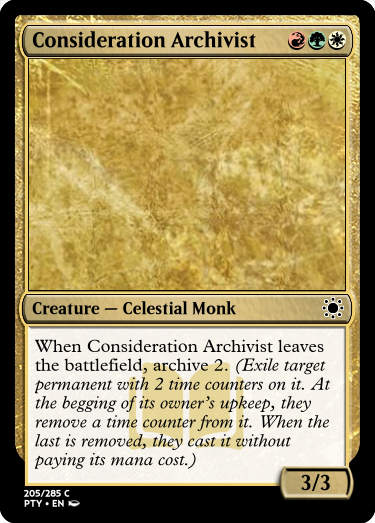 Consideration Archivist
Creature — Celestial Monk
When Consideration Archivist leaves
the battlefield, archive 2. (Exile target
permanent with 2 time counters on it. At
the begging of its owner's upkeep, they
remove a time counter from it. When the
last is removed, they cast it without
paying its mana cost.)
3/3
205/285 C
PTY • EN